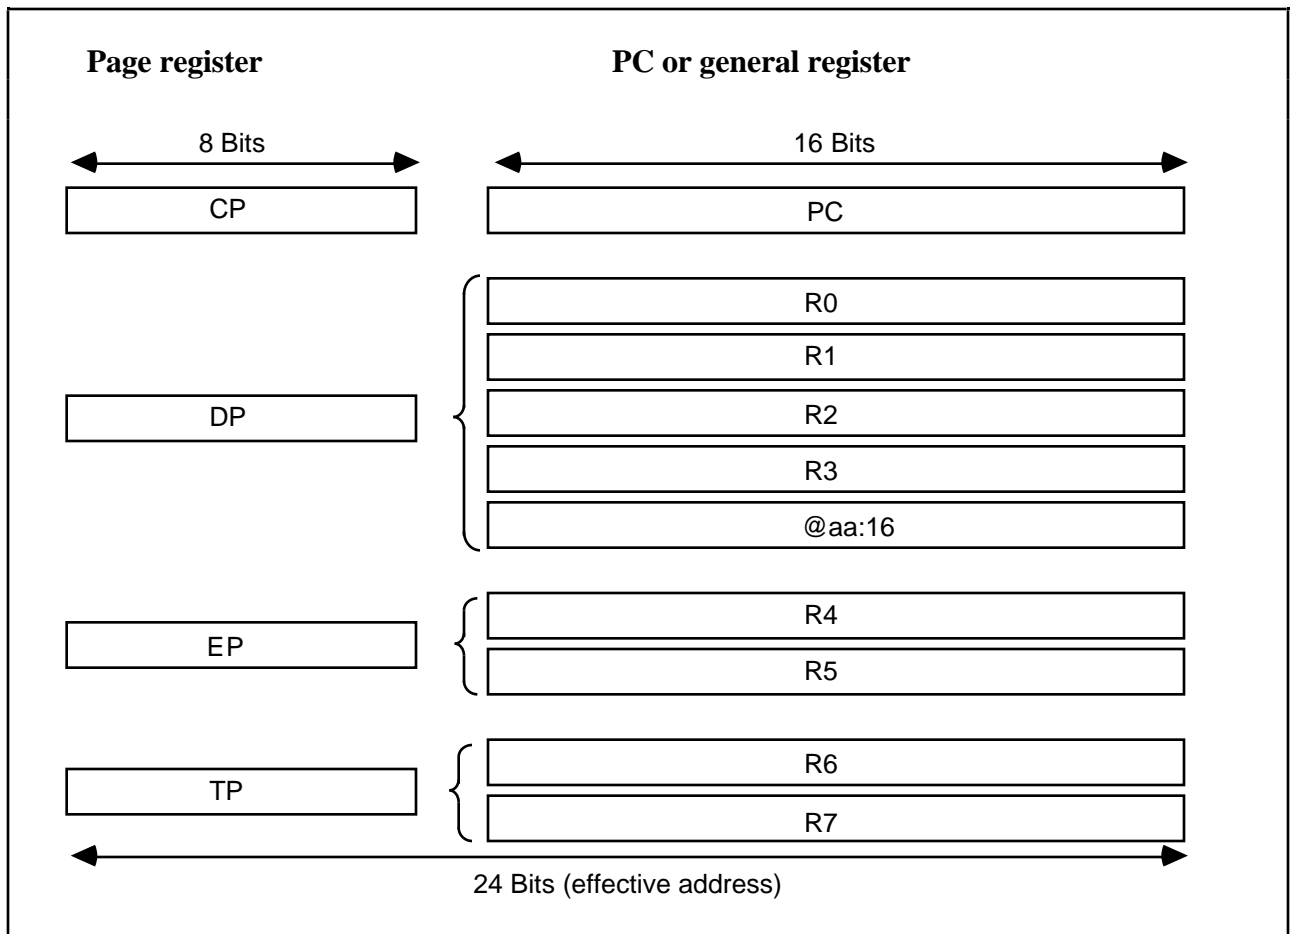 Page register
PC or general register
8 Bits
16 Bits
CP
PC
R0
R1
DP
R2
R3
@aa:16
R4
EP
R5
R6
TP
R7
24 Bits (effective address)